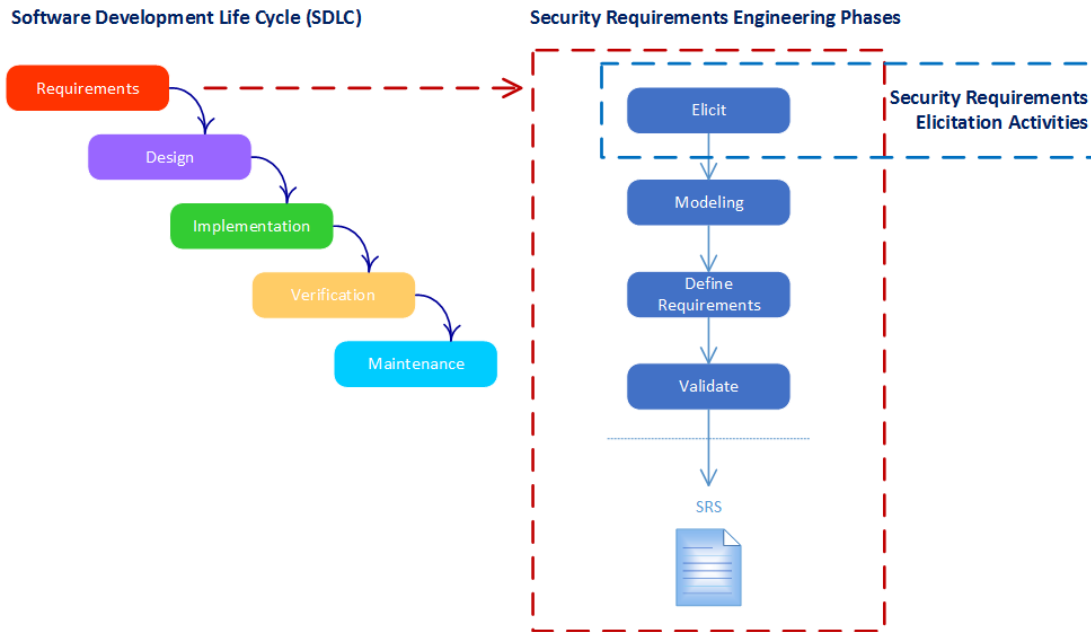 Software Development Life Cycle (SDLC)
Security Requirements Engineering Phases
Requirements
Design
Implementation
Verification
Maintenance
Elicit
Security Requirements
Elicitation Activities
Modeling
Define
Requirements
Validate
SRS